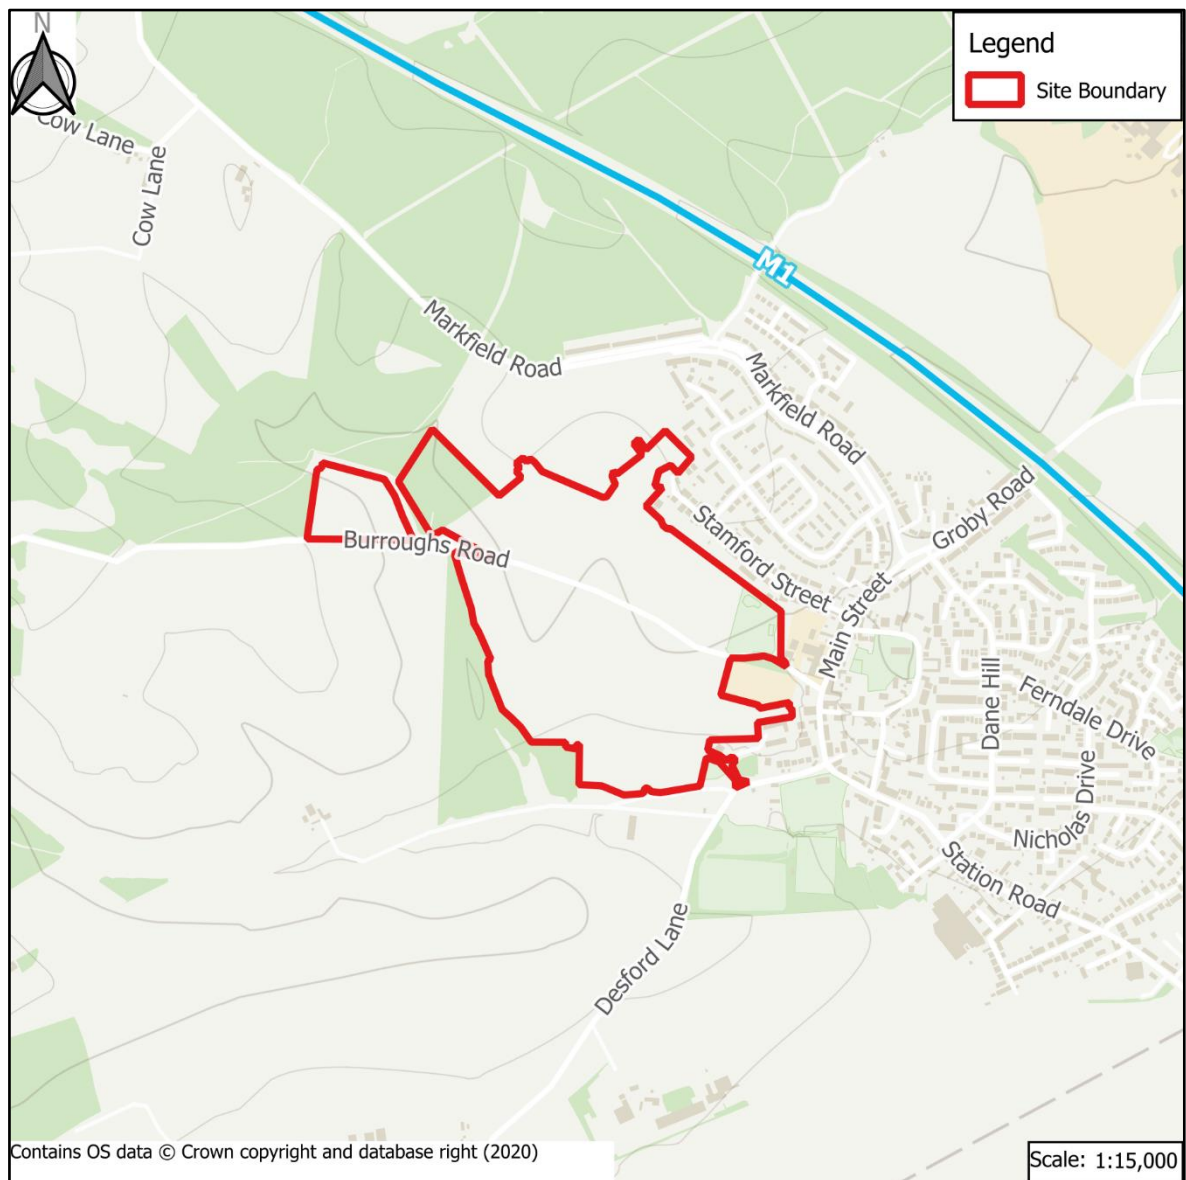 N
Legend
Site Boundary
Cow Lane
Cow Lane
M1
Markfield Road
Markfield Road
Groby Road
Burroughs Road
Stamford Street
Main Street
Dane Hill
Ferndale Drive
Nicholas Drive
Station Road
Desford Lane
Contains OS data © Crown copyright and database right (2020)
Scale: 1:15,000